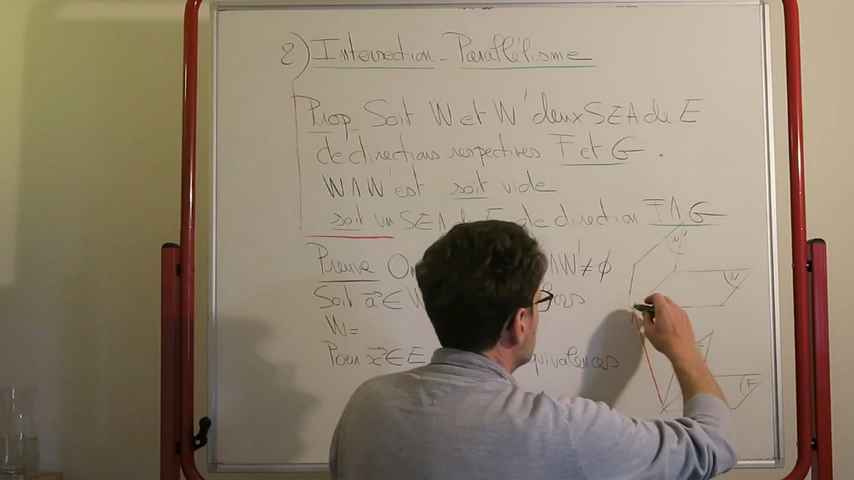 2) Intersection - Parallélisme
Prop Soit W et W' deux SEA de E
de directions respectives F et G.
W∩W' est soit vide
soit un SEA de E de direction F∩G
Preuve W' ≠ ∅
Soit a⃗ ∈ W
W =
Pour x⃗ ∈ E équivalences
W'
W
F